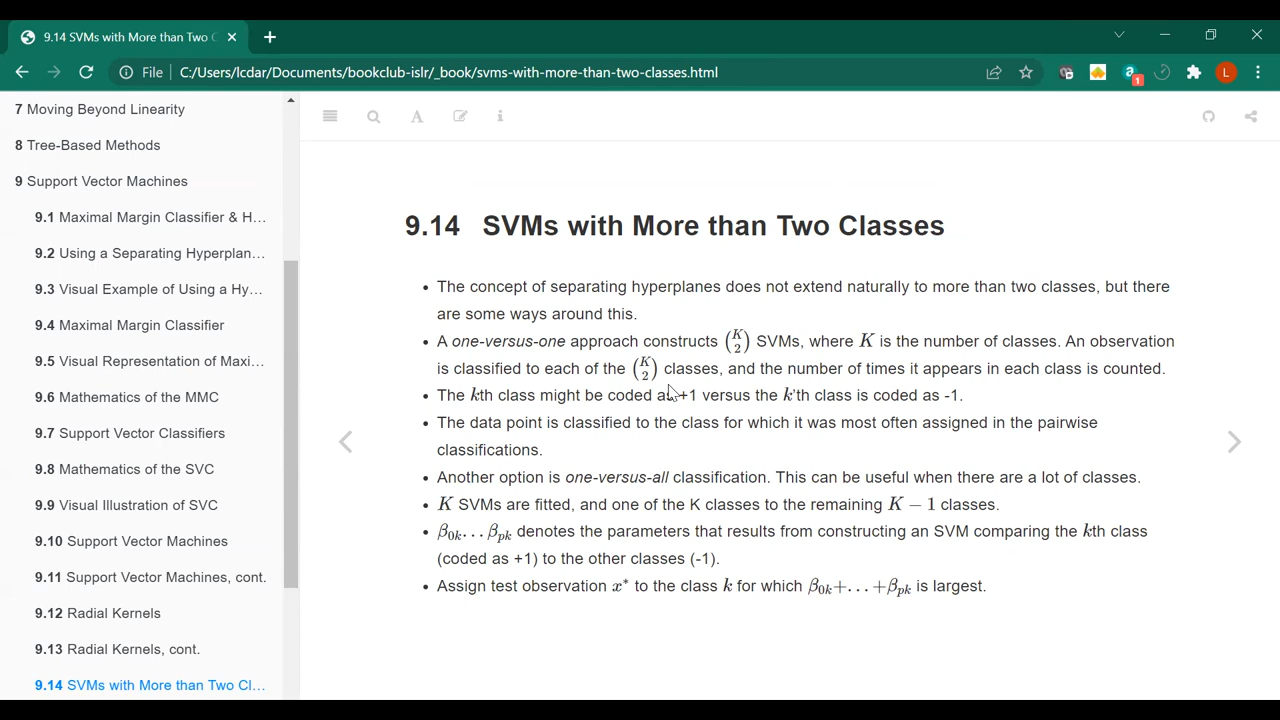 9.14 SVMs with More than Two C
File
C:/Users/lcdar/Documents/bookclub-islr/_book/svms-with-more-than-two-classes.html
1
L
7 Moving Beyond Linearity
8 Tree-Based Methods
9 Support Vector Machines
9.1 Maximal Margin Classifier & H...
9.2 Using a Separating Hyperplan...
9.3 Visual Example of Using a Hy...
9.4 Maximal Margin Classifier
9.5 Visual Representation of Maxi...
9.6 Mathematics of the MMC
9.7 Support Vector Classifiers
9.8 Mathematics of the SVC
9.9 Visual Illustration of SVC
9.10 Support Vector Machines
9.11 Support Vector Machines, cont.
9.12 Radial Kernels
9.13 Radial Kernels, cont.
9.14 SVMs with More than Two Cl...
A
9.14 SVMs with More than Two Classes
• The concept of separating hyperplanes does not extend naturally to more than two classes, but there
are some ways around this.
• A one-versus-one approach constructs (K 2) SVMs, where K is the number of classes. An observation
is classified to each of the (K 2) classes, and the number of times it appears in each class is counted.
• The kth class might be coded as +1 versus the k'th class is coded as -1.
• The data point is classified to the class for which it was most often assigned in the pairwise
classifications.
• Another option is one-versus-all classification. This can be useful when there are a lot of classes.
• K SVMs are fitted, and one of the K classes to the remaining K − 1 classes.
• β₀ₖ. . . βₚₖ denotes the parameters that results from constructing an SVM comparing the kth class
(coded as +1) to the other classes (-1).
• Assign test observation x* to the class k for which β₀ₖ+. . . +βₚₖ is largest.